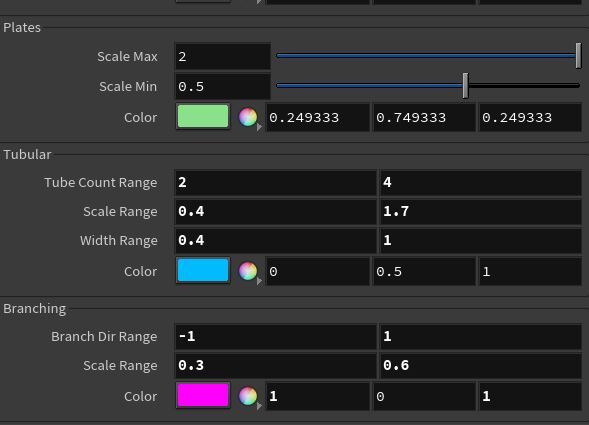 Plates
Scale Max 2
Scale Min 0.5
Color 0.249333 0.749333 0.249333
Tubular
Tube Count Range 2 4
Scale Range 0.4 1.7
Width Range 0.4 1
Color 0 0.5 1
Branching
Branch Dir Range -1 1
Scale Range 0.3 0.6
Color 1 0 1